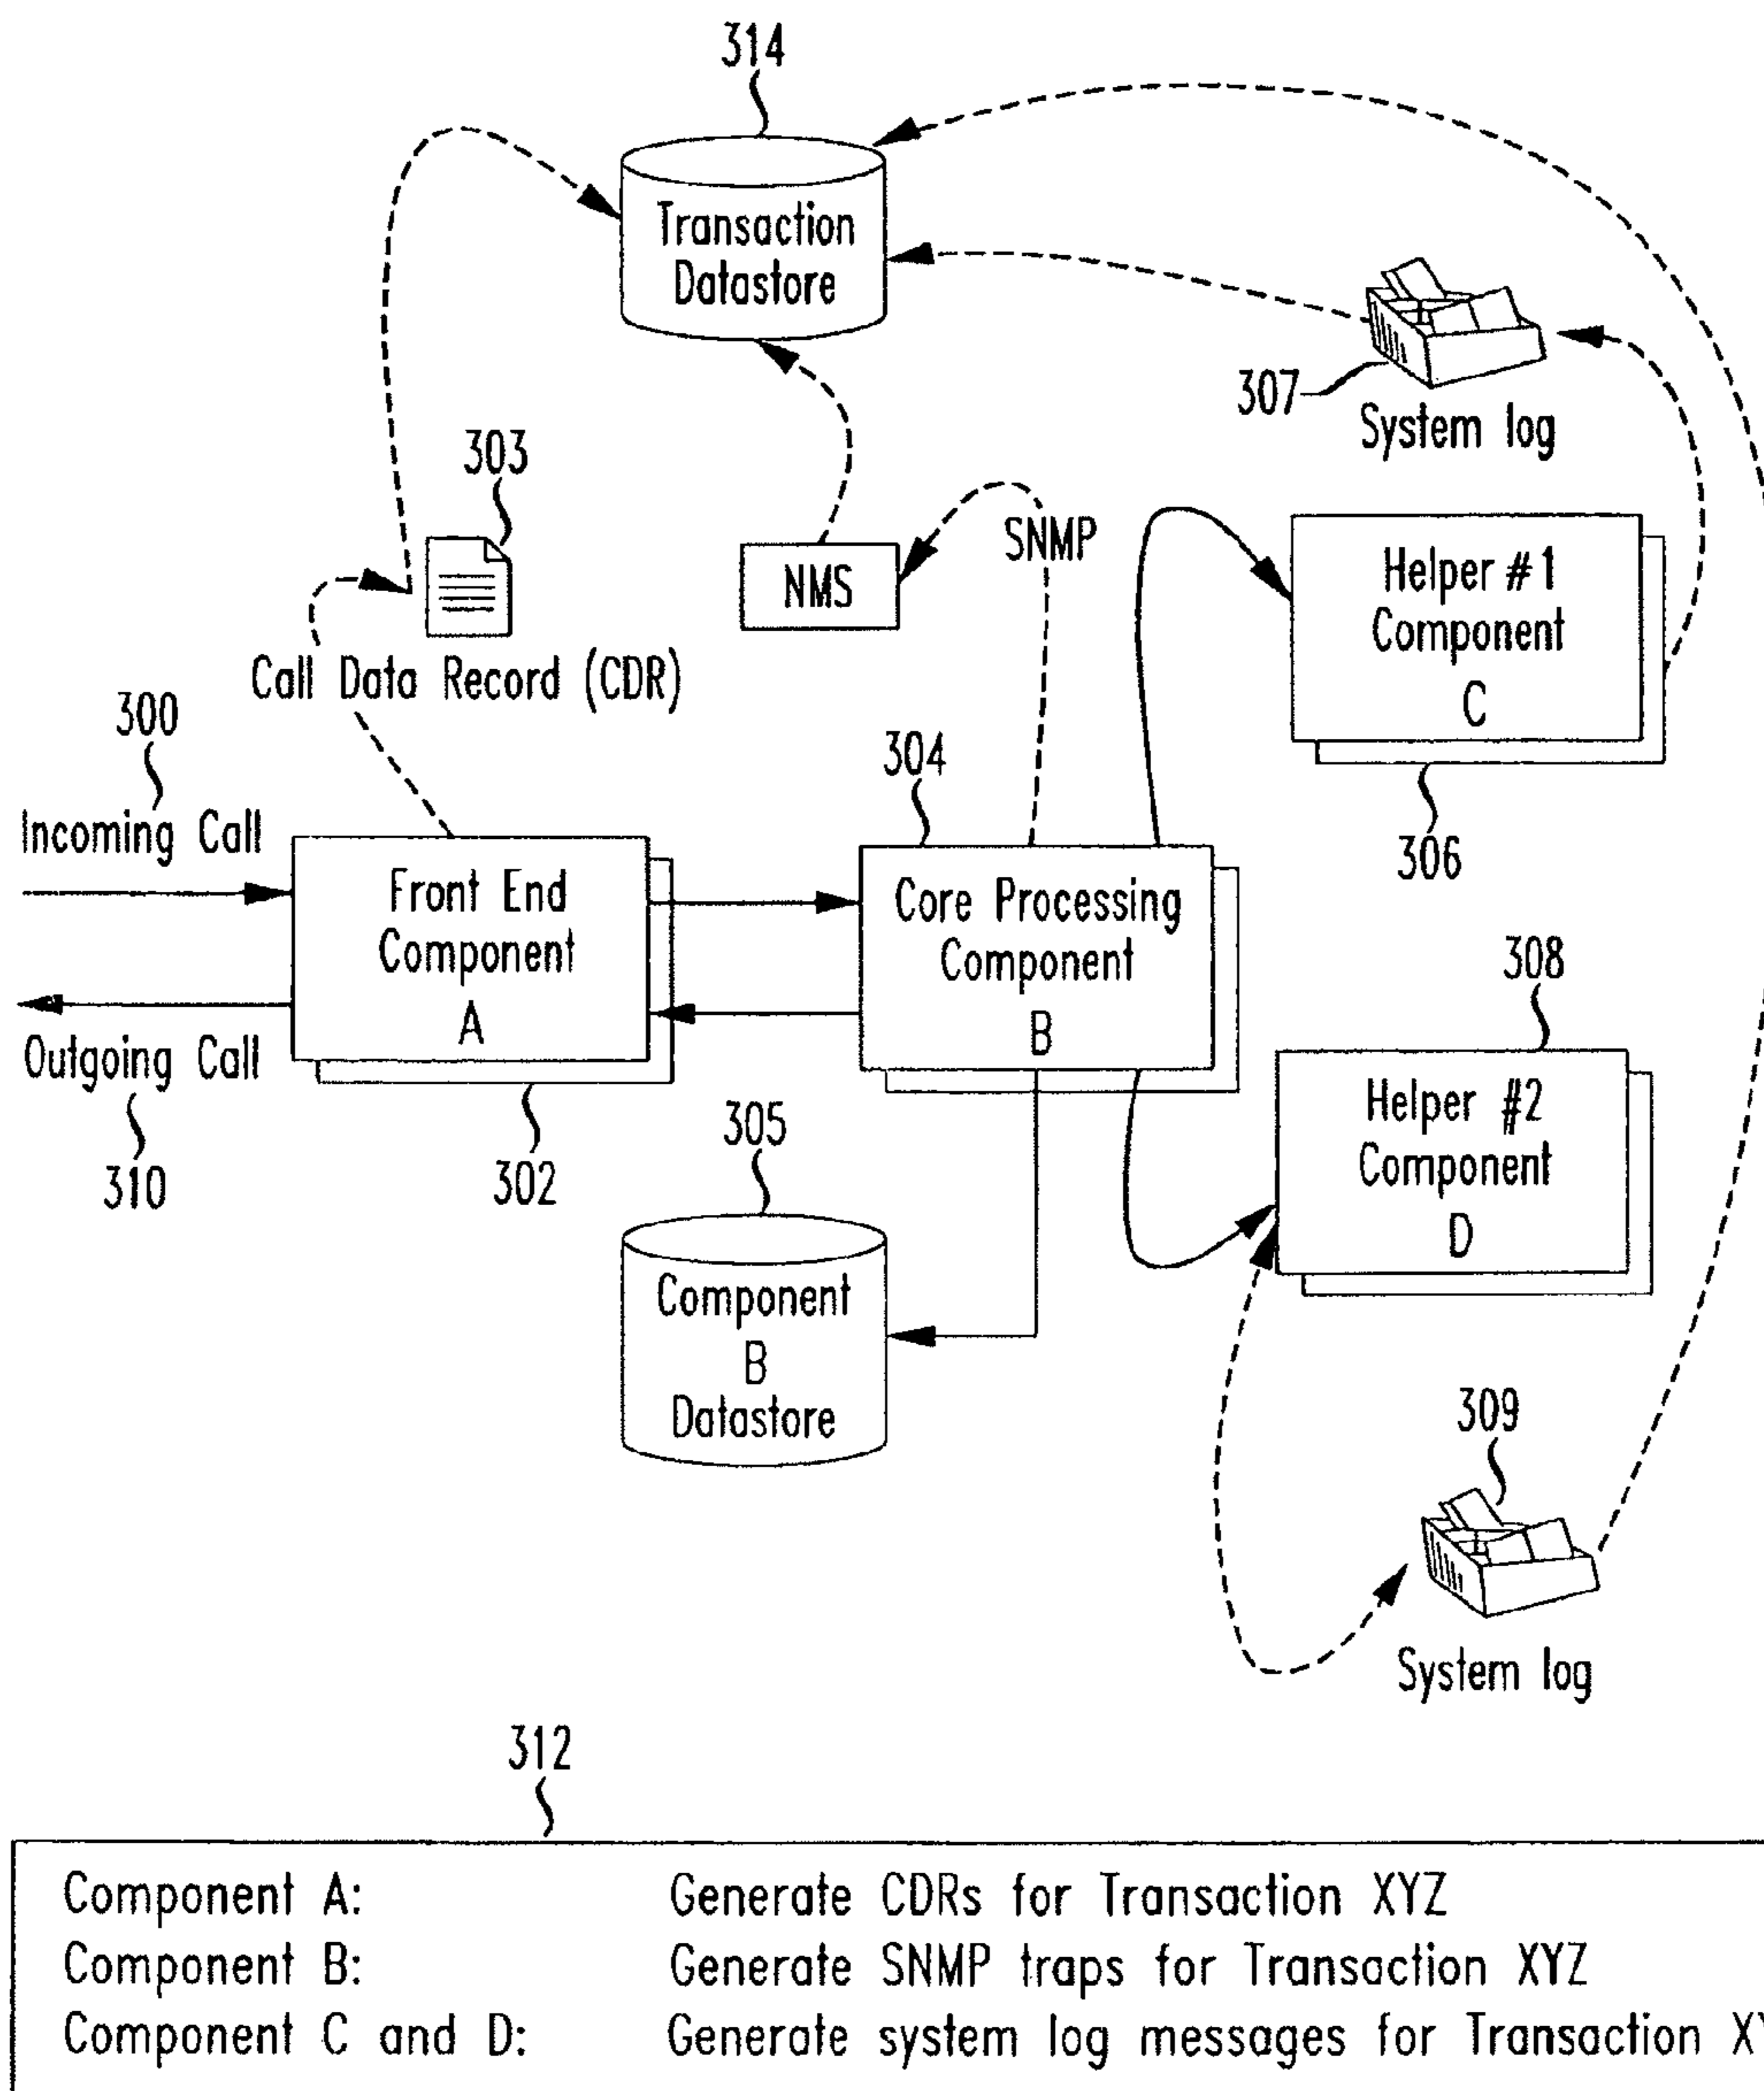 314
Transaction
Datastore
307
System log
303
SNMP
NMS
Helper #1
Component
C
Call Data Record (CDR)
300
304
306
Incoming Call
Front End
Component
A
Core Processing
Component
B
308
Outgoing Call
310
302
305
Helper #2
Component
D
Component
B
Datastore
309
System log
312
Component A: Generate CDRs for Transaction XYZ
Component B: Generate SNMP traps for Transaction XYZ
Component C and D: Generate system log messages for Transaction